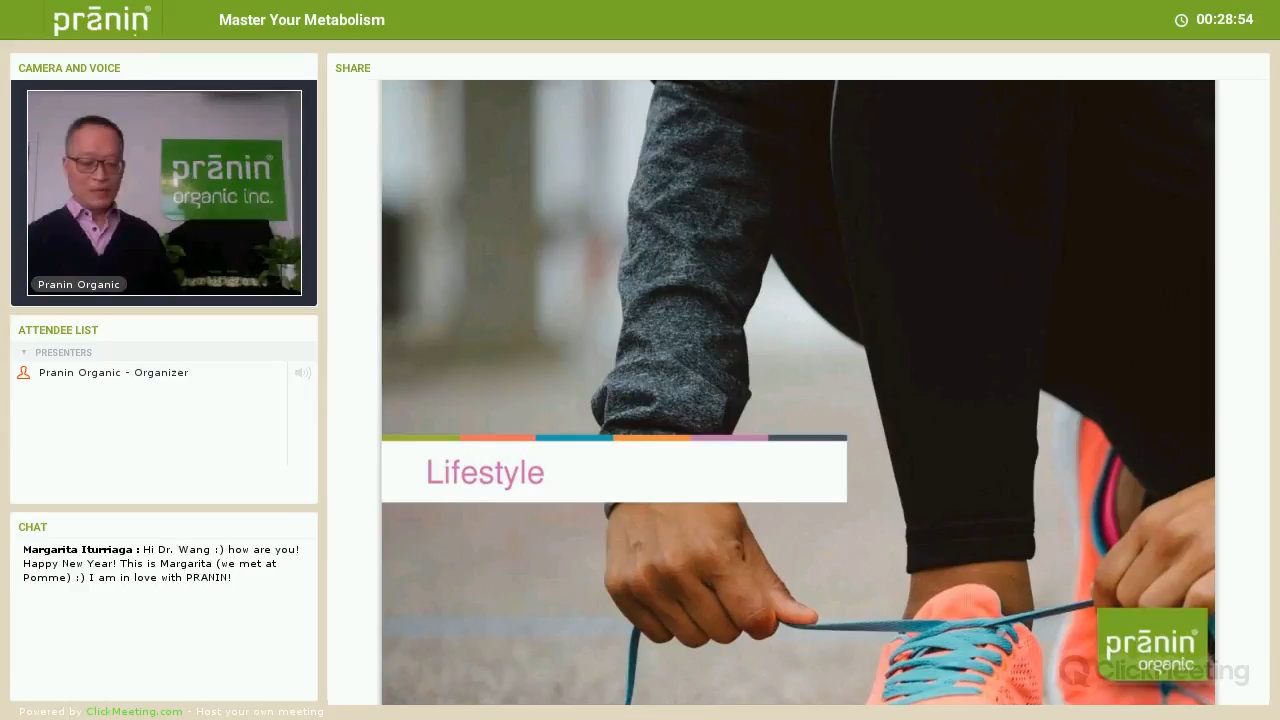 prānin®
Master Your Metabolism
00:28:54
CAMERA AND VOICE
SHARE
prānin®
organic inc.
Pranin Organic
ATTENDEE LIST
PRESENTERS
Pranin Organic - Organizer
Lifestyle
CHAT
Margarita Iturriaga : Hi Dr. Wang :) how are you!
Happy New Year! This is Margarita (we met at
Pomme) :) I am in love with PRANIN!
prānin®
organic
ClickMeeting
Powered by ClickMeeting.com - Host your own meeting